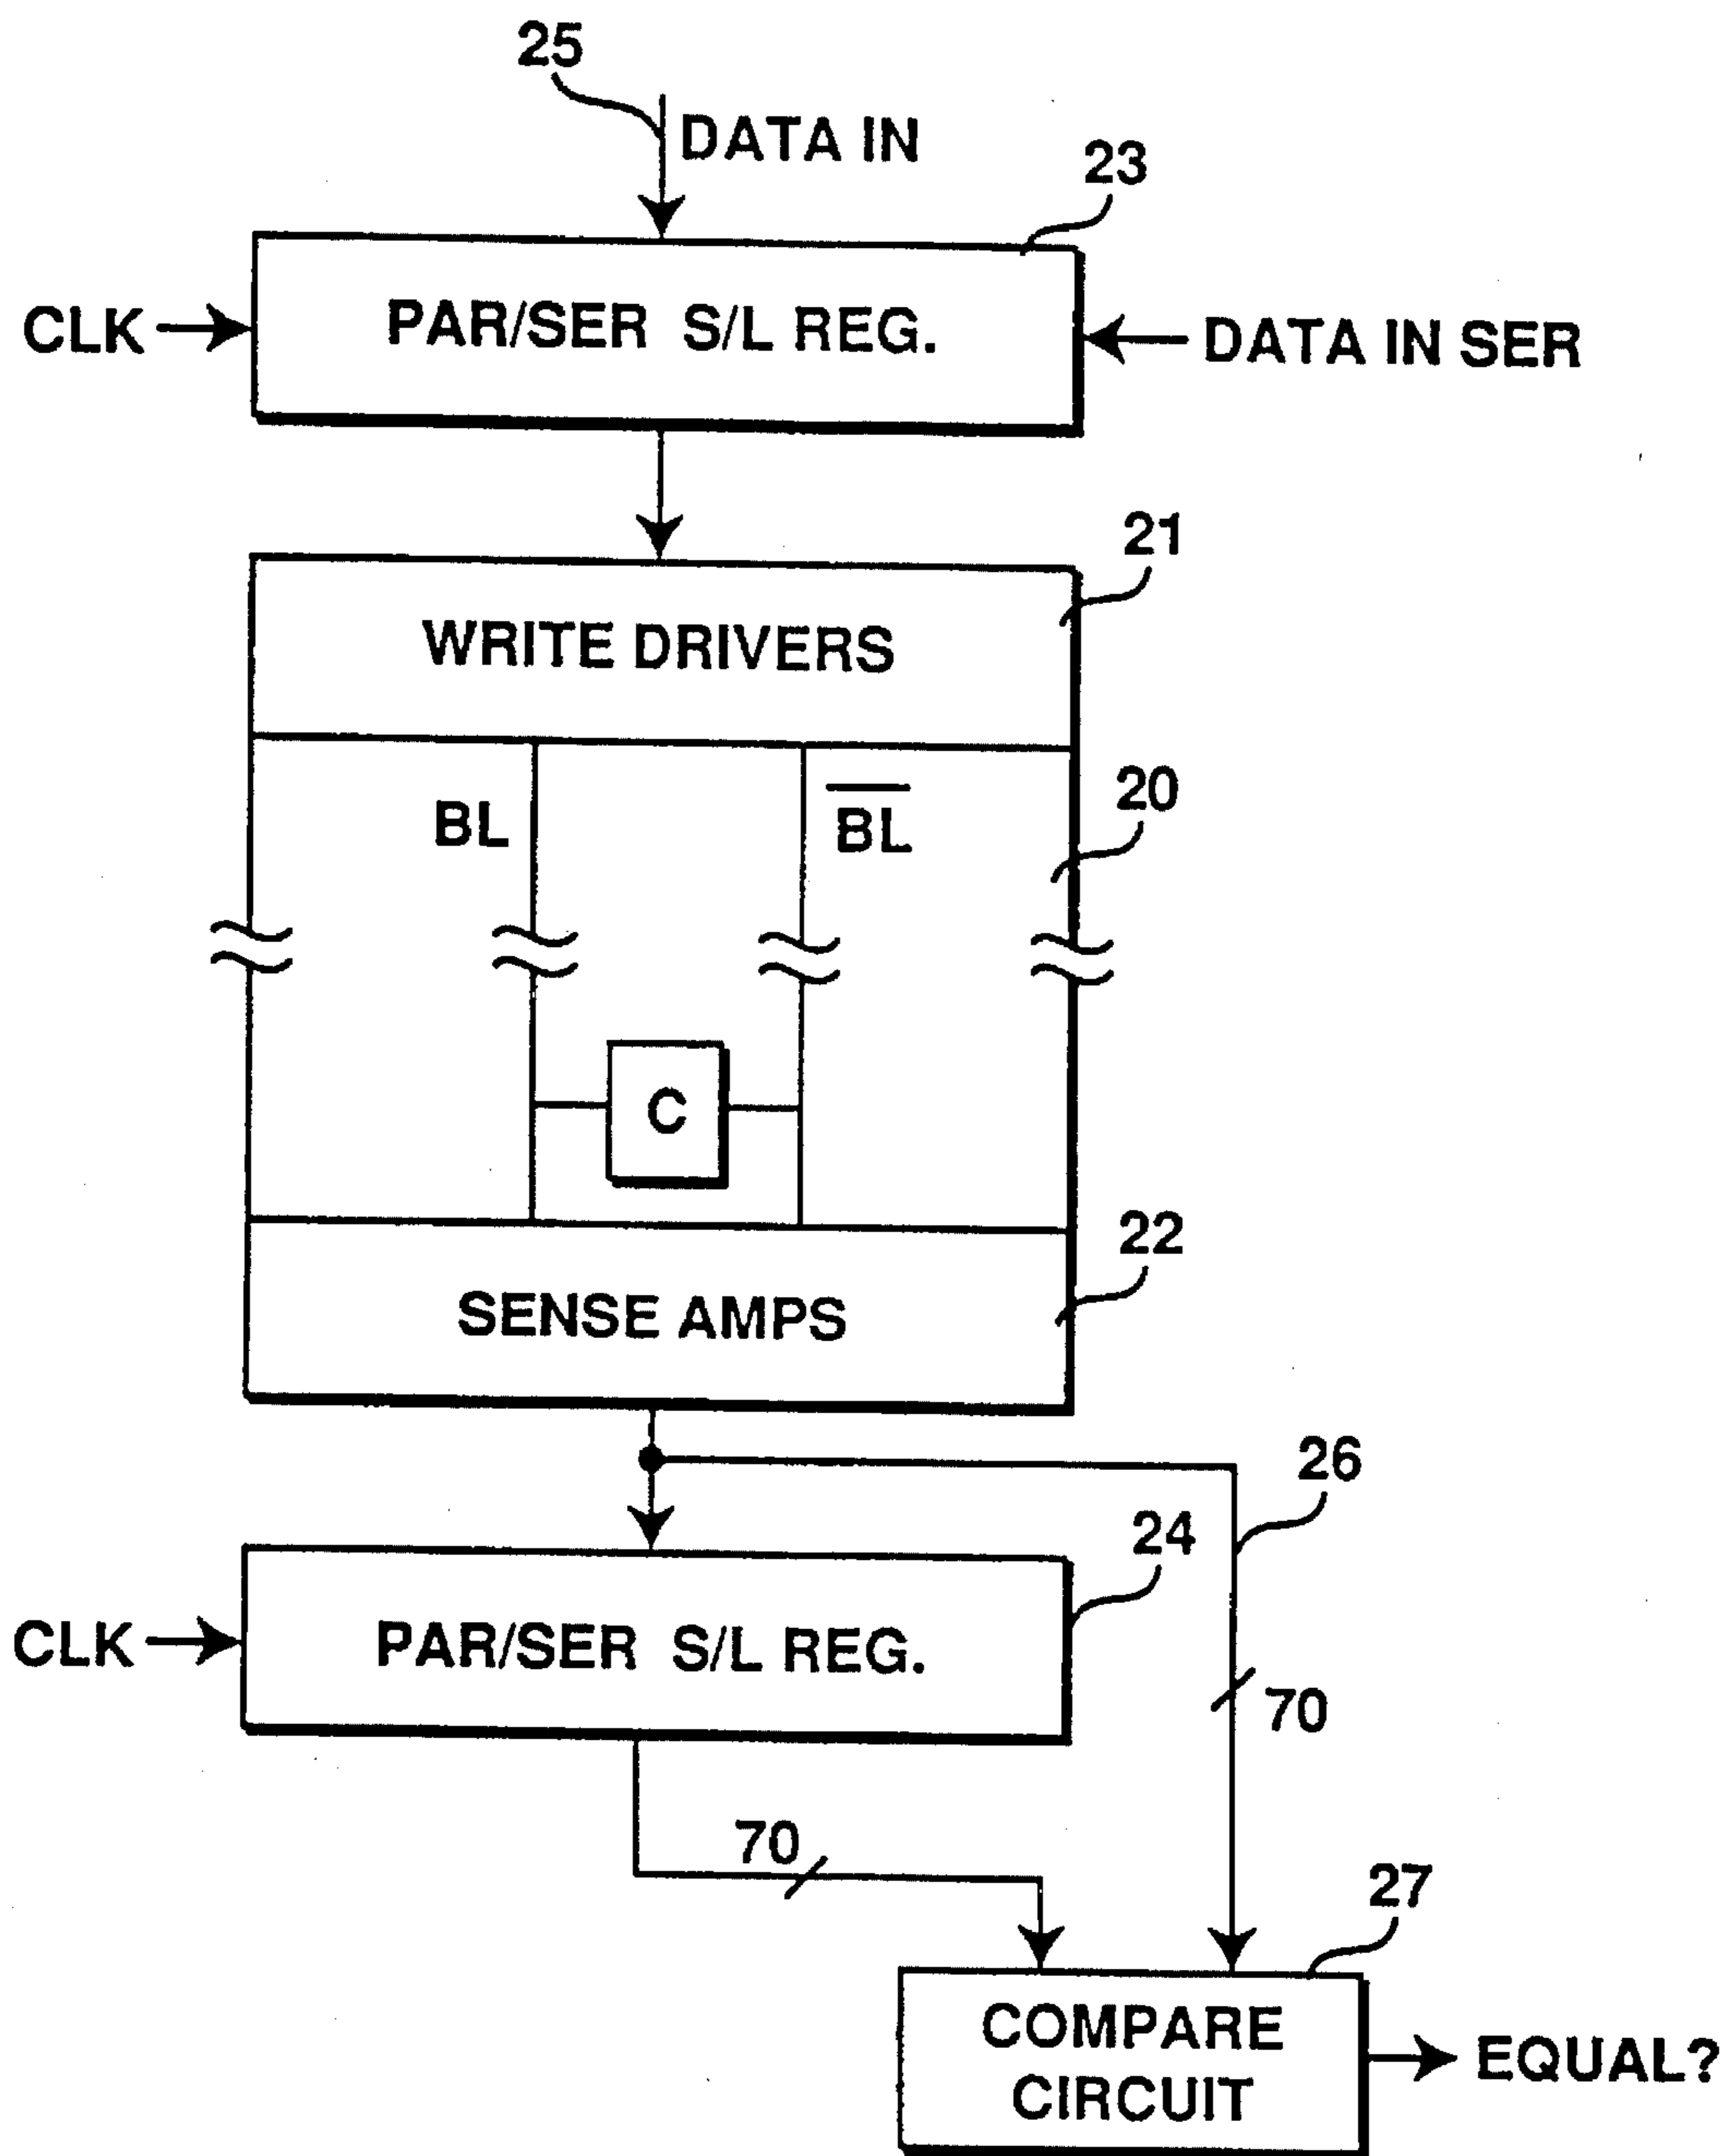 25
DATA IN
23
CLK
PAR/SER S/L REG.
DATA IN SER
21
WRITE DRIVERS
20
BL
B̅L̅
C
22
SENSE AMPS
26
24
CLK
PAR/SER S/L REG.
70
70
27
COMPARE
CIRCUIT
EQUAL?